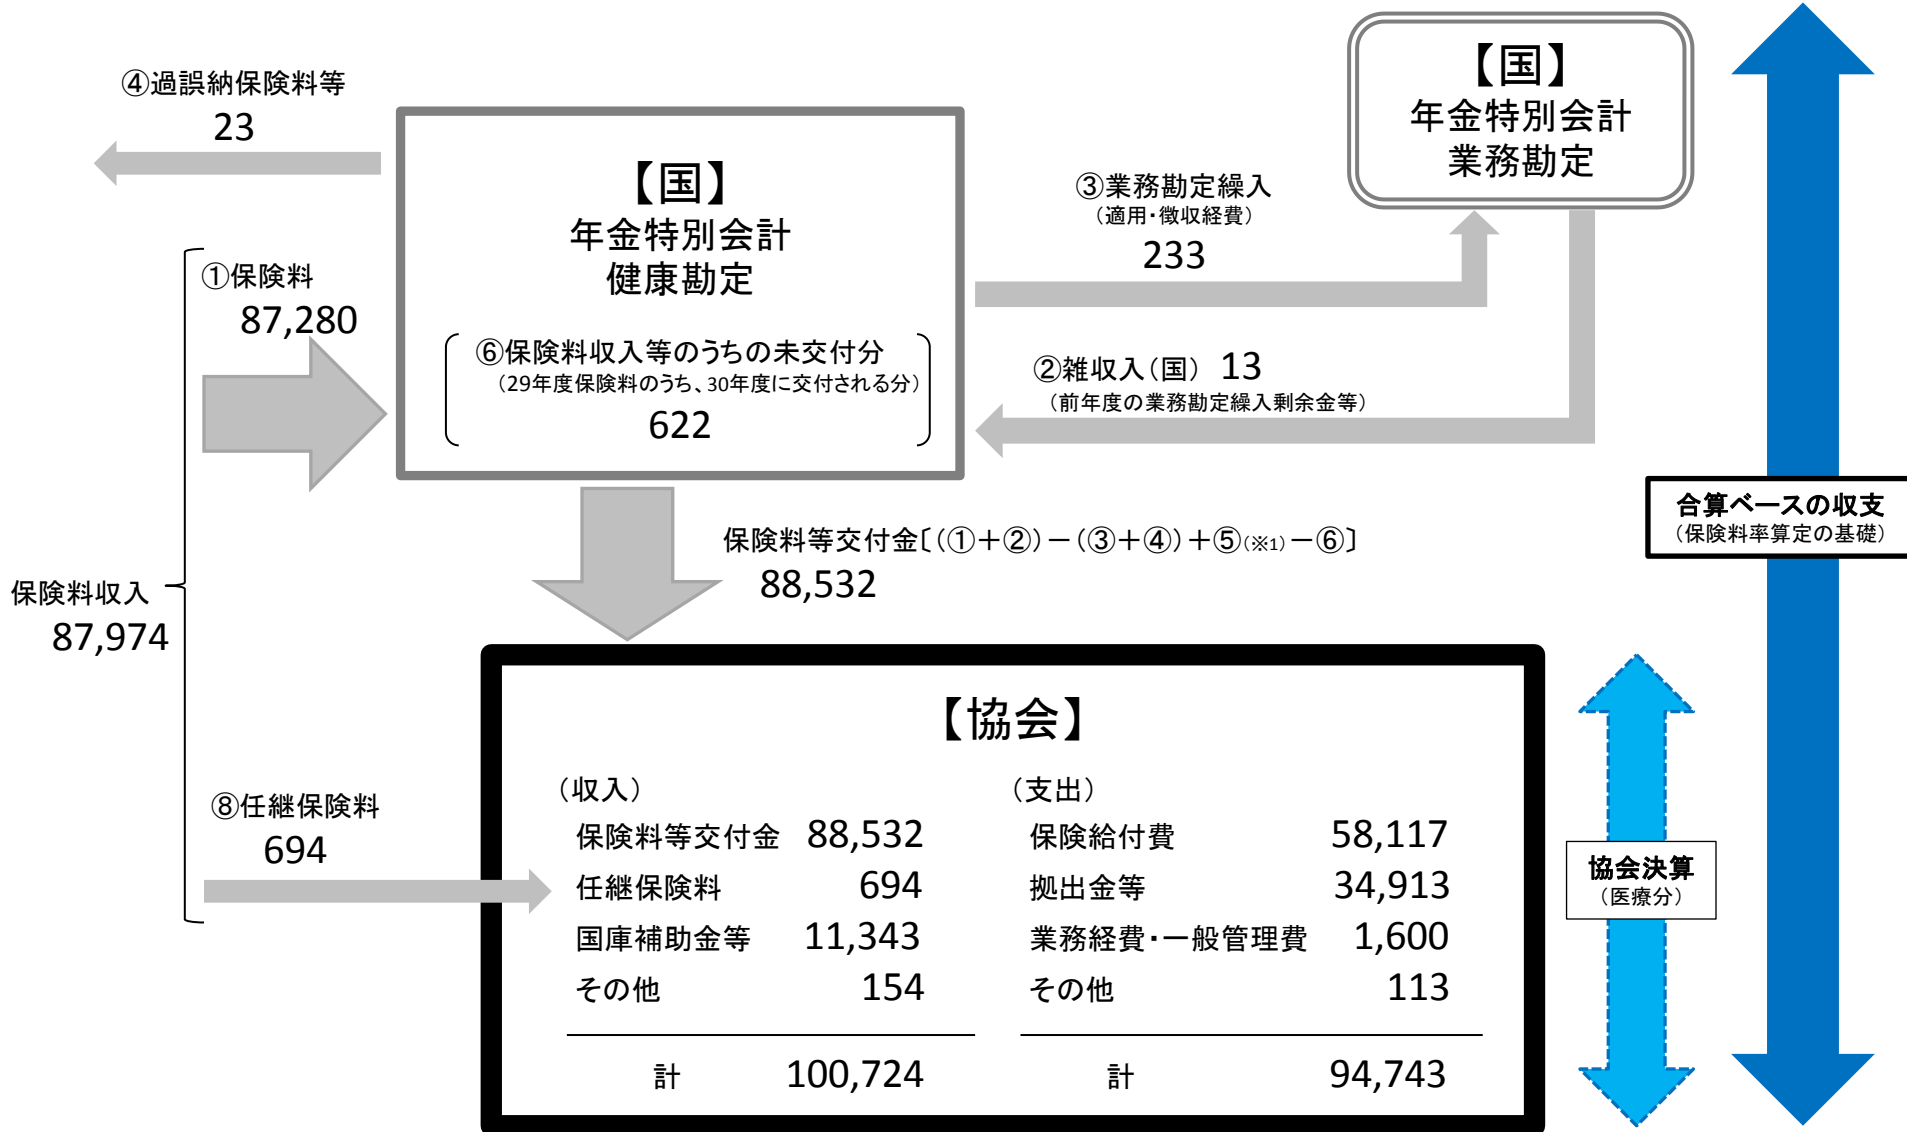 ④過誤納保険料等
23
【国】
年金特別会計
健康勘定
⑥保険料収入等のうちの未交付分
（29年度保険料のうち、30年度に交付される分）
622
【国】
年金特別会計
業務勘定
③業務勘定繰入
（適用・徴収経費）
233
②雑収入（国） 13
（前年度の業務勘定繰入剰余金等）
①保険料
87,280
保険料収入
87,974
保険料等交付金〔（①＋②）－（③＋④）＋⑤（※1）－⑥〕
88,532
合算ベースの収支
（保険料率算定の基礎）
⑧任継保険料
694
【協会】
（収入）
保険料等交付金 88,532
任継保険料 694
国庫補助金等 11,343
その他 154
計 100,724
（支出）
保険給付費 58,117
拠出金等 34,913
業務経費・一般管理費 1,600
その他 113
計 94,743
協会決算
（医療分）